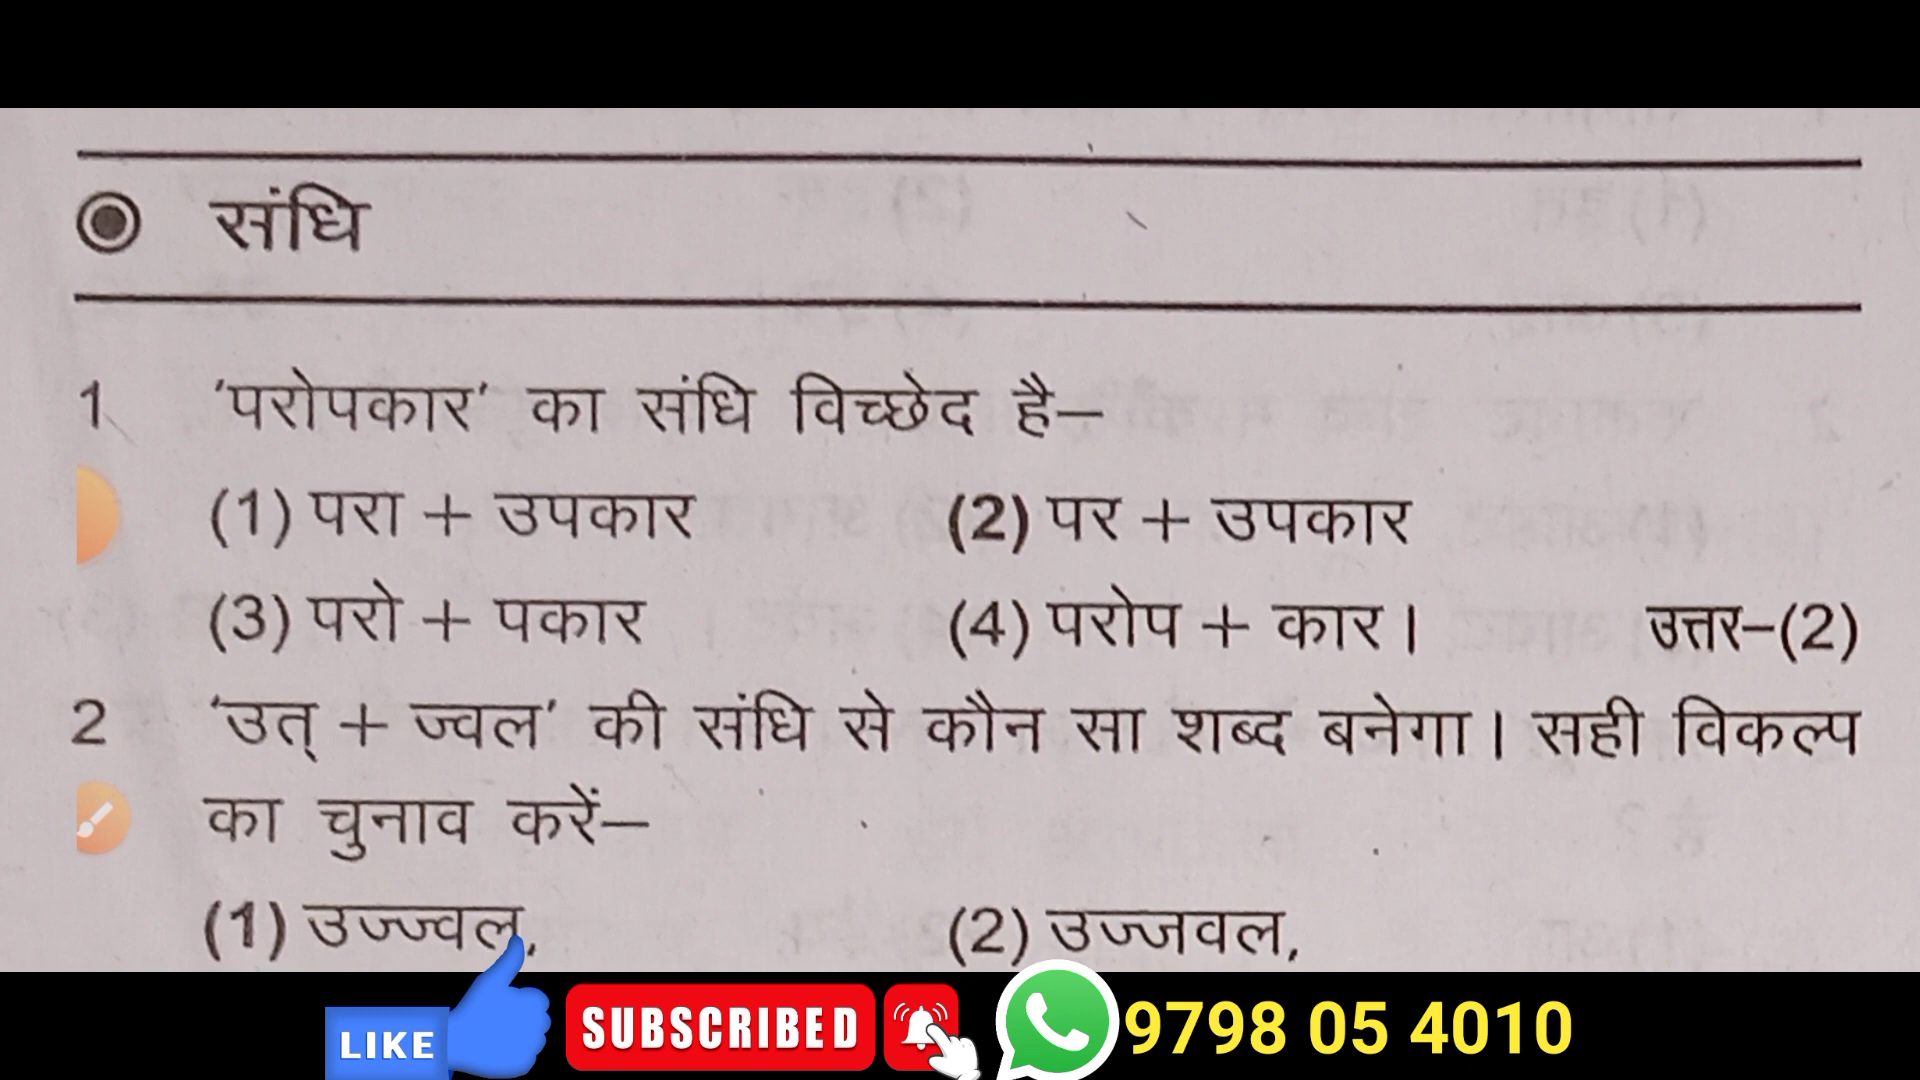 संधि
1 'परोपकार' का संधि विच्छेद है–
(1) परा + उपकार (2) पर + उपकार
(3) परो + पकार (4) परोप + कार। उत्तर–(2)
2 'उत् + ज्वल' की संधि से कौन सा शब्द बनेगा। सही विकल्प
का चुनाव करें–
(1) उज्ज्वल, (2) उज्जवल,
LIKE SUBSCRIBED 9798 05 4010